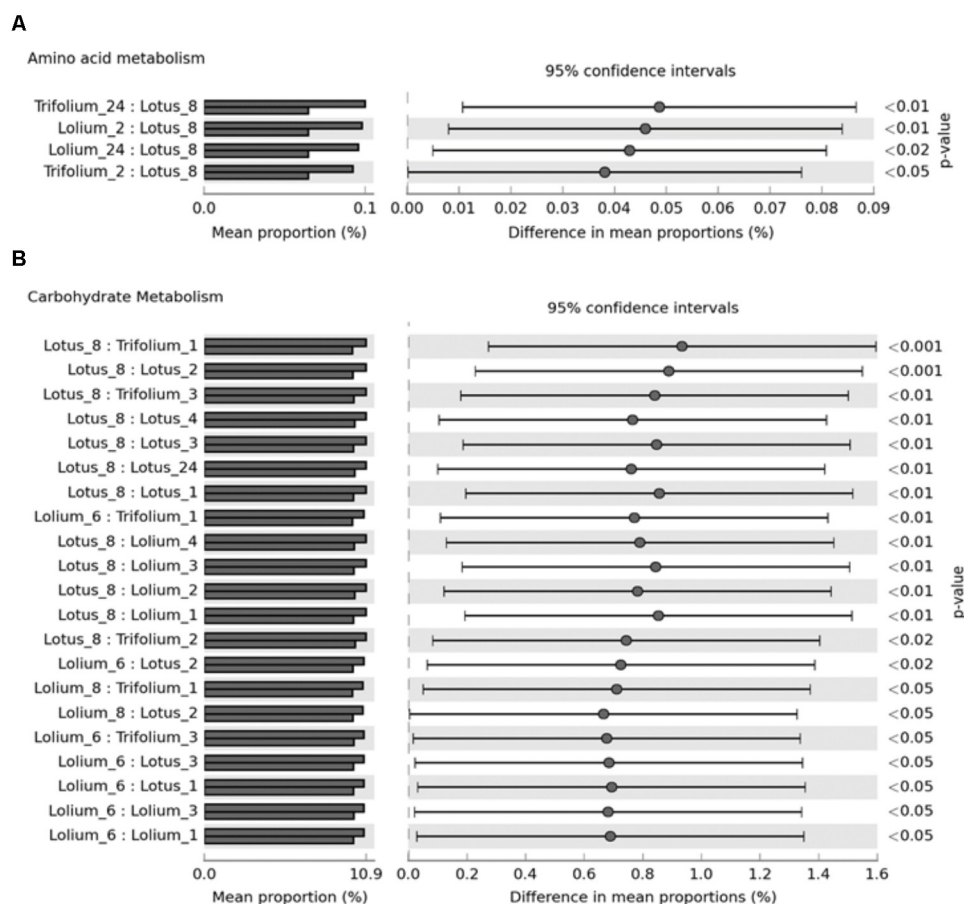 A
Amino acid metabolism
95% confidence intervals
Trifolium_24 : Lotus_8 <0.01
Lolium_2 : Lotus_8 <0.01
Lolium_24 : Lotus_8 <0.02
Trifolium_2 : Lotus_8 <0.05
p-value
0.0 0.1 0.00 0.01 0.02 0.03 0.04 0.05 0.06 0.07 0.08 0.09
Mean proportion (%) Difference in mean proportions (%)
B
Carbohydrate Metabolism
95% confidence intervals
Lotus_8 : Trifolium_1 <0.001
Lotus_8 : Lotus_2 <0.001
Lotus_8 : Trifolium_3 <0.01
Lotus_8 : Lotus_4 <0.01
Lotus_8 : Lotus_3 <0.01
Lotus_8 : Lotus_24 <0.01
Lotus_8 : Lotus_1 <0.01
Lolium_6 : Trifolium_1 <0.01
Lotus_8 : Lolium_4 <0.01
Lotus_8 : Lolium_3 <0.01
Lotus_8 : Lolium_2 <0.01
Lotus_8 : Lolium_1 <0.01
Lotus_8 : Trifolium_2 <0.02
Lolium_6 : Lotus_2 <0.02
Lolium_8 : Trifolium_1 <0.05
Lolium_8 : Lotus_2 <0.05
Lolium_6 : Trifolium_3 <0.05
Lolium_6 : Lotus_3 <0.05
Lolium_6 : Lotus_1 <0.05
Lolium_6 : Lolium_3 <0.05
Lolium_6 : Lolium_1 <0.05
p-value
0.0 10.9 0.0 0.2 0.4 0.6 0.8 1.0 1.2 1.4 1.6
Mean proportion (%) Difference in mean proportions (%)